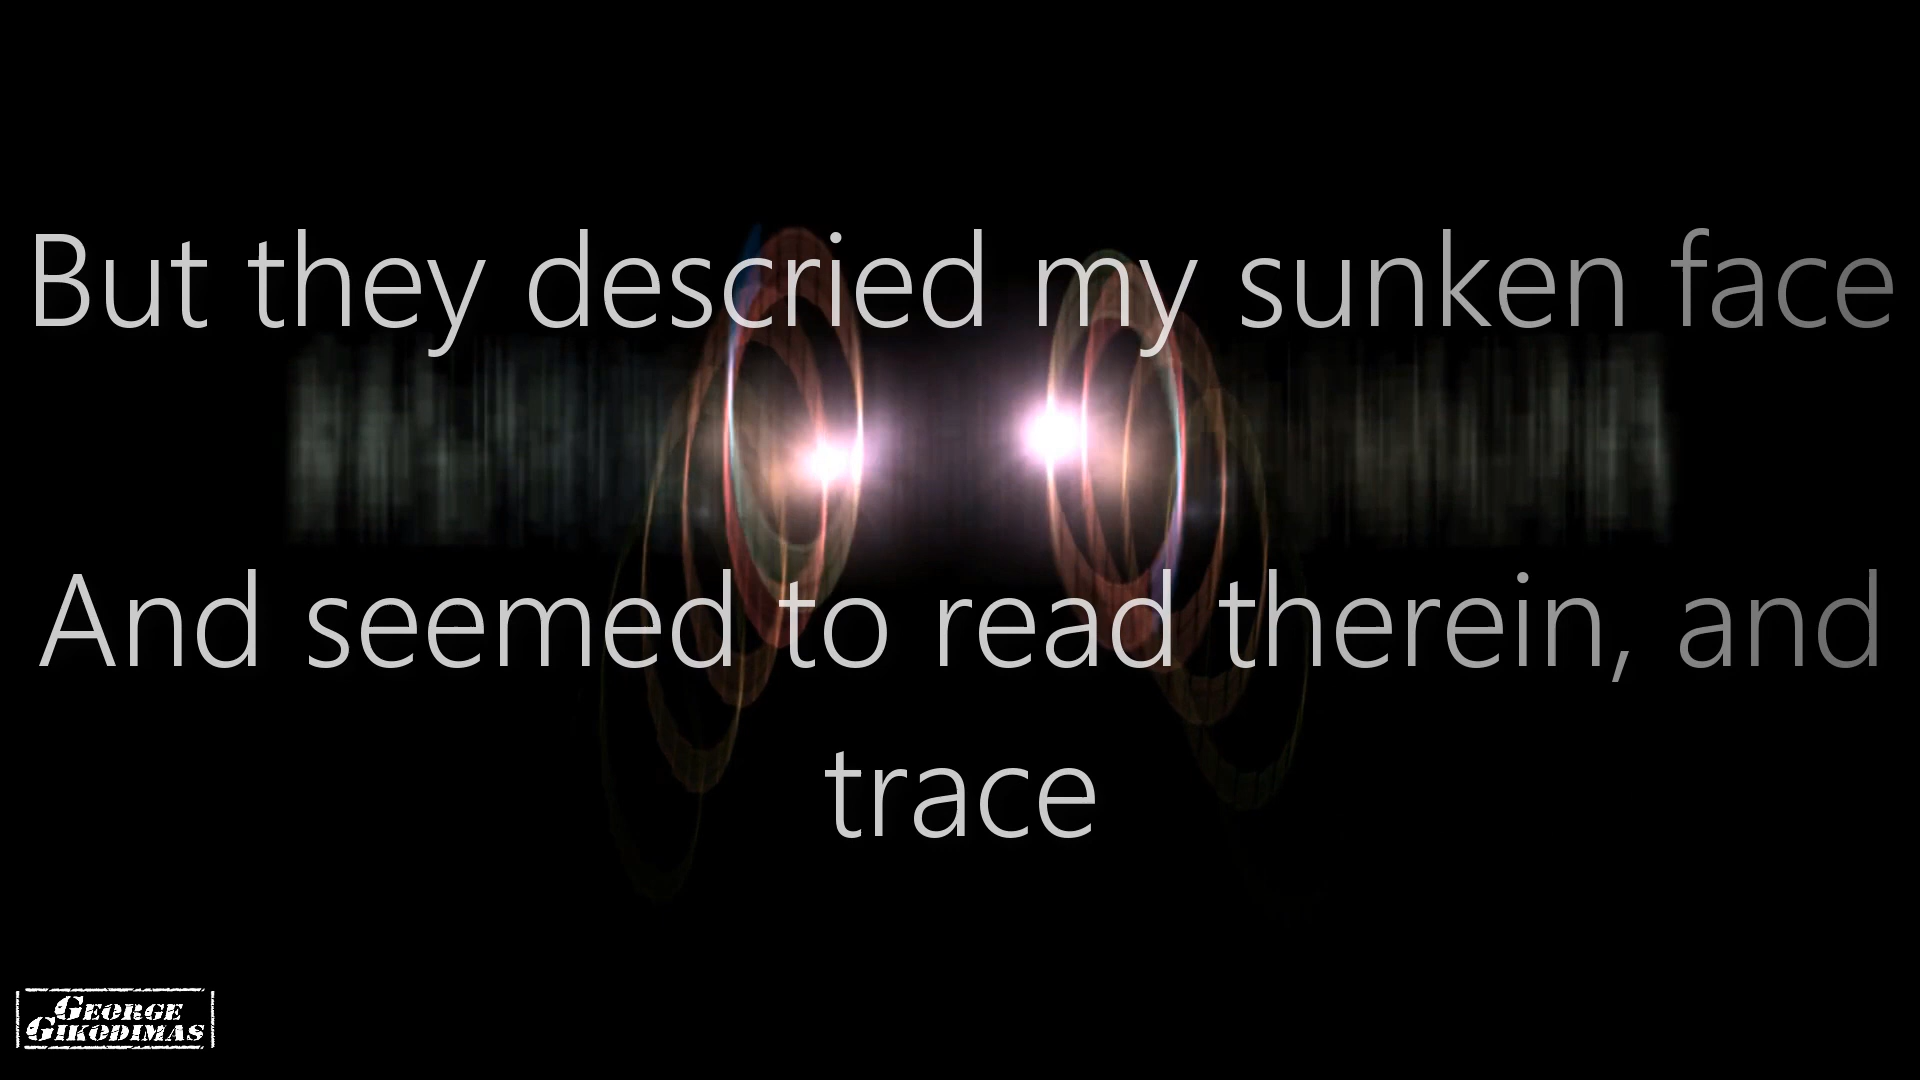 But they descried my sunken face
And seemed to read therein, and
trace
GEORGE
GIKODIMAS